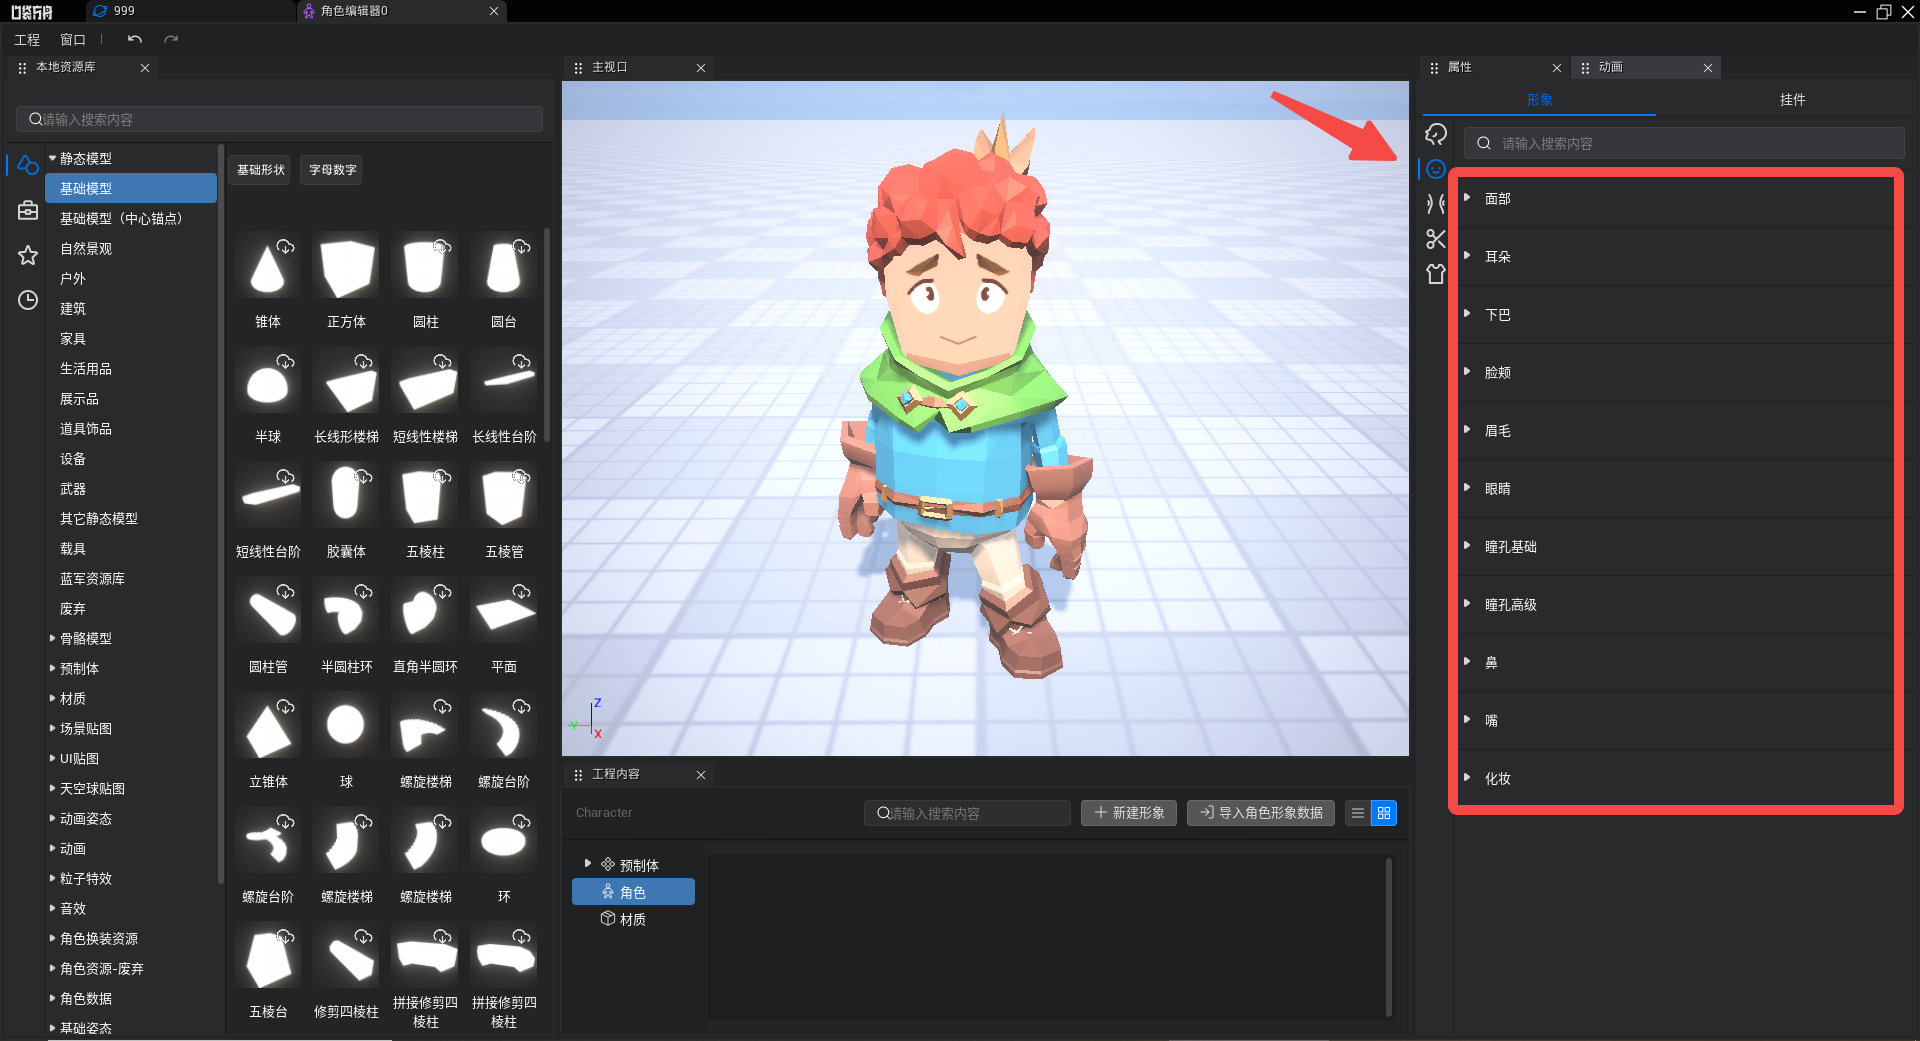 口袋方舟
999
角色编辑器0
工程
窗口
本地资源库
请输入搜索内容
静态模型
基础模型
基础模型（中心锚点）
自然景观
户外
建筑
家具
生活用品
展示品
道具饰品
设备
武器
其它静态模型
载具
蓝军资源库
废弃
骨骼模型
预制体
材质
场景贴图
UI贴图
天空球贴图
动画姿态
动画
粒子特效
音效
角色换装资源
角色资源-废弃
角色数据
基础姿态
基础形状
字母数字
锥体
正方体
圆柱
圆台
半球
长线形楼梯
短线性楼梯
长线性台阶
短线性台阶
胶囊体
五棱柱
五棱管
圆柱管
半圆柱环
直角半圆环
平面
立锥体
球
螺旋楼梯
螺旋台阶
螺旋台阶
螺旋楼梯
螺旋楼梯
环
五棱台
修剪四棱柱
拼接修剪四
棱柱
拼接修剪四
棱柱
主视口
Z
Y
X
工程内容
Character
请输入搜索内容
新建形象
导入角色形象数据
预制体
角色
材质
属性
动画
形象
挂件
请输入搜索内容
面部
耳朵
下巴
脸颊
眉毛
眼睛
瞳孔基础
瞳孔高级
鼻
嘴
化妆